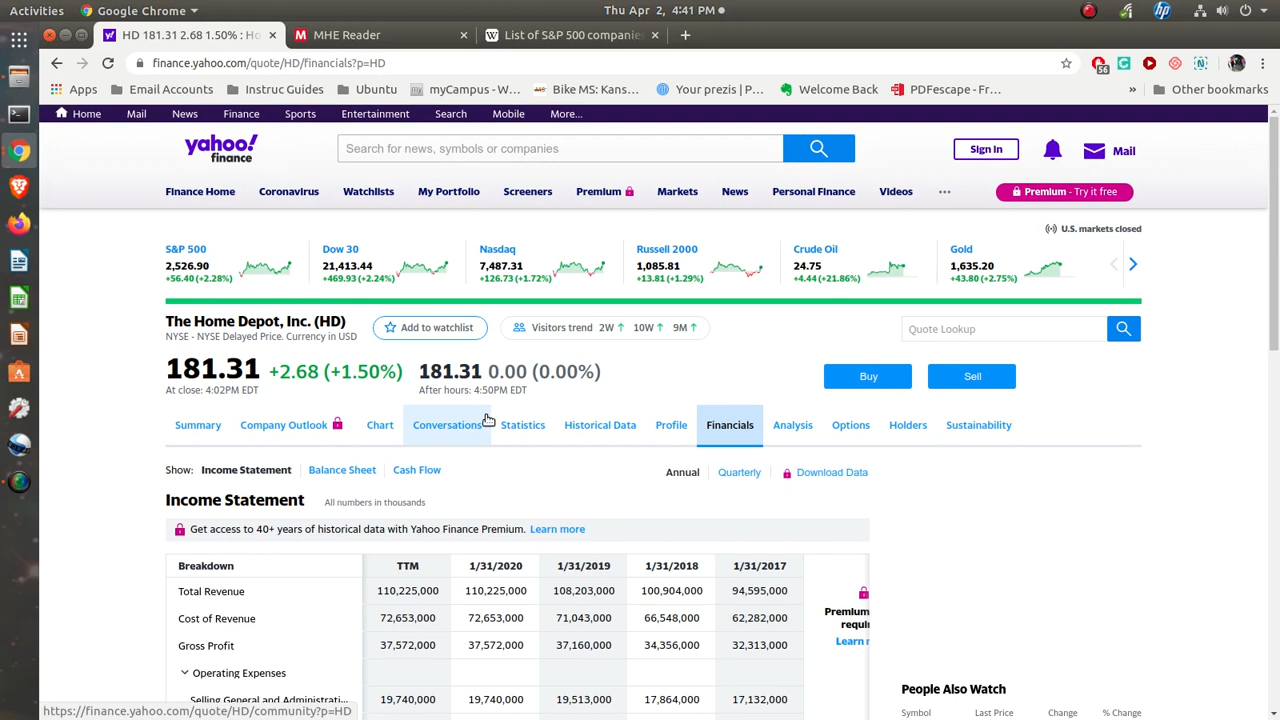 Activities Google Chrome Thu Apr 2, 4:41 PM
HD 181.31 2.68 1.50% : Ho MHE Reader List of S&P 500 companies
finance.yahoo.com/quote/HD/financials?p=HD
56
Apps Email Accounts Instruc Guides Ubuntu myCampus - W... Bike MS: Kans... Your prezis | P... Welcome Back PDFescape - Fr... » Other bookmarks
Home Mail News Finance Sports Entertainment Search Mobile More...
yahoo! finance
Search for news, symbols or companies
Sign In Mail
Finance Home Coronavirus Watchlists My Portfolio Screeners Premium Markets News Personal Finance Videos ••• Premium - Try it free
U.S. markets closed
S&P 500 Dow 30 Nasdaq Russell 2000 Crude Oil Gold
2,526.90 21,413.44 7,487.31 1,085.81 24.75 1,635.20
+56.40 (+2.28%) +469.93 (+2.24%) +126.73 (+1.72%) +13.81 (+1.29%) +4.44 (+21.86%) +43.80 (+2.75%)
The Home Depot, Inc. (HD) Add to watchlist Visitors trend 2W ↑ 10W ↑ 9M ↑ Quote Lookup
NYSE - NYSE Delayed Price. Currency in USD
181.31 +2.68 (+1.50%) 181.31 0.00 (0.00%) Buy Sell
At close: 4:02PM EDT After hours: 4:50PM EDT
Summary Company Outlook Chart Conversations Statistics Historical Data Profile Financials Analysis Options Holders Sustainability
Show: Income Statement Balance Sheet Cash Flow Annual Quarterly Download Data
Income Statement All numbers in thousands
Get access to 40+ years of historical data with Yahoo Finance Premium. Learn more
Breakdown TTM 1/31/2020 1/31/2019 1/31/2018 1/31/2017
Total Revenue 110,225,000 110,225,000 108,203,000 100,904,000 94,595,000
Premium
requir
Learn
Cost of Revenue 72,653,000 72,653,000 71,043,000 66,548,000 62,282,000
Gross Profit 37,572,000 37,572,000 37,160,000 34,356,000 32,313,000
Operating Expenses
Selling General and Administrati... 19,740,000 19,740,000 19,513,000 17,864,000 17,132,000
People Also Watch
Symbol Last Price Change % Change
https://finance.yahoo.com/quote/HD/community?p=HD